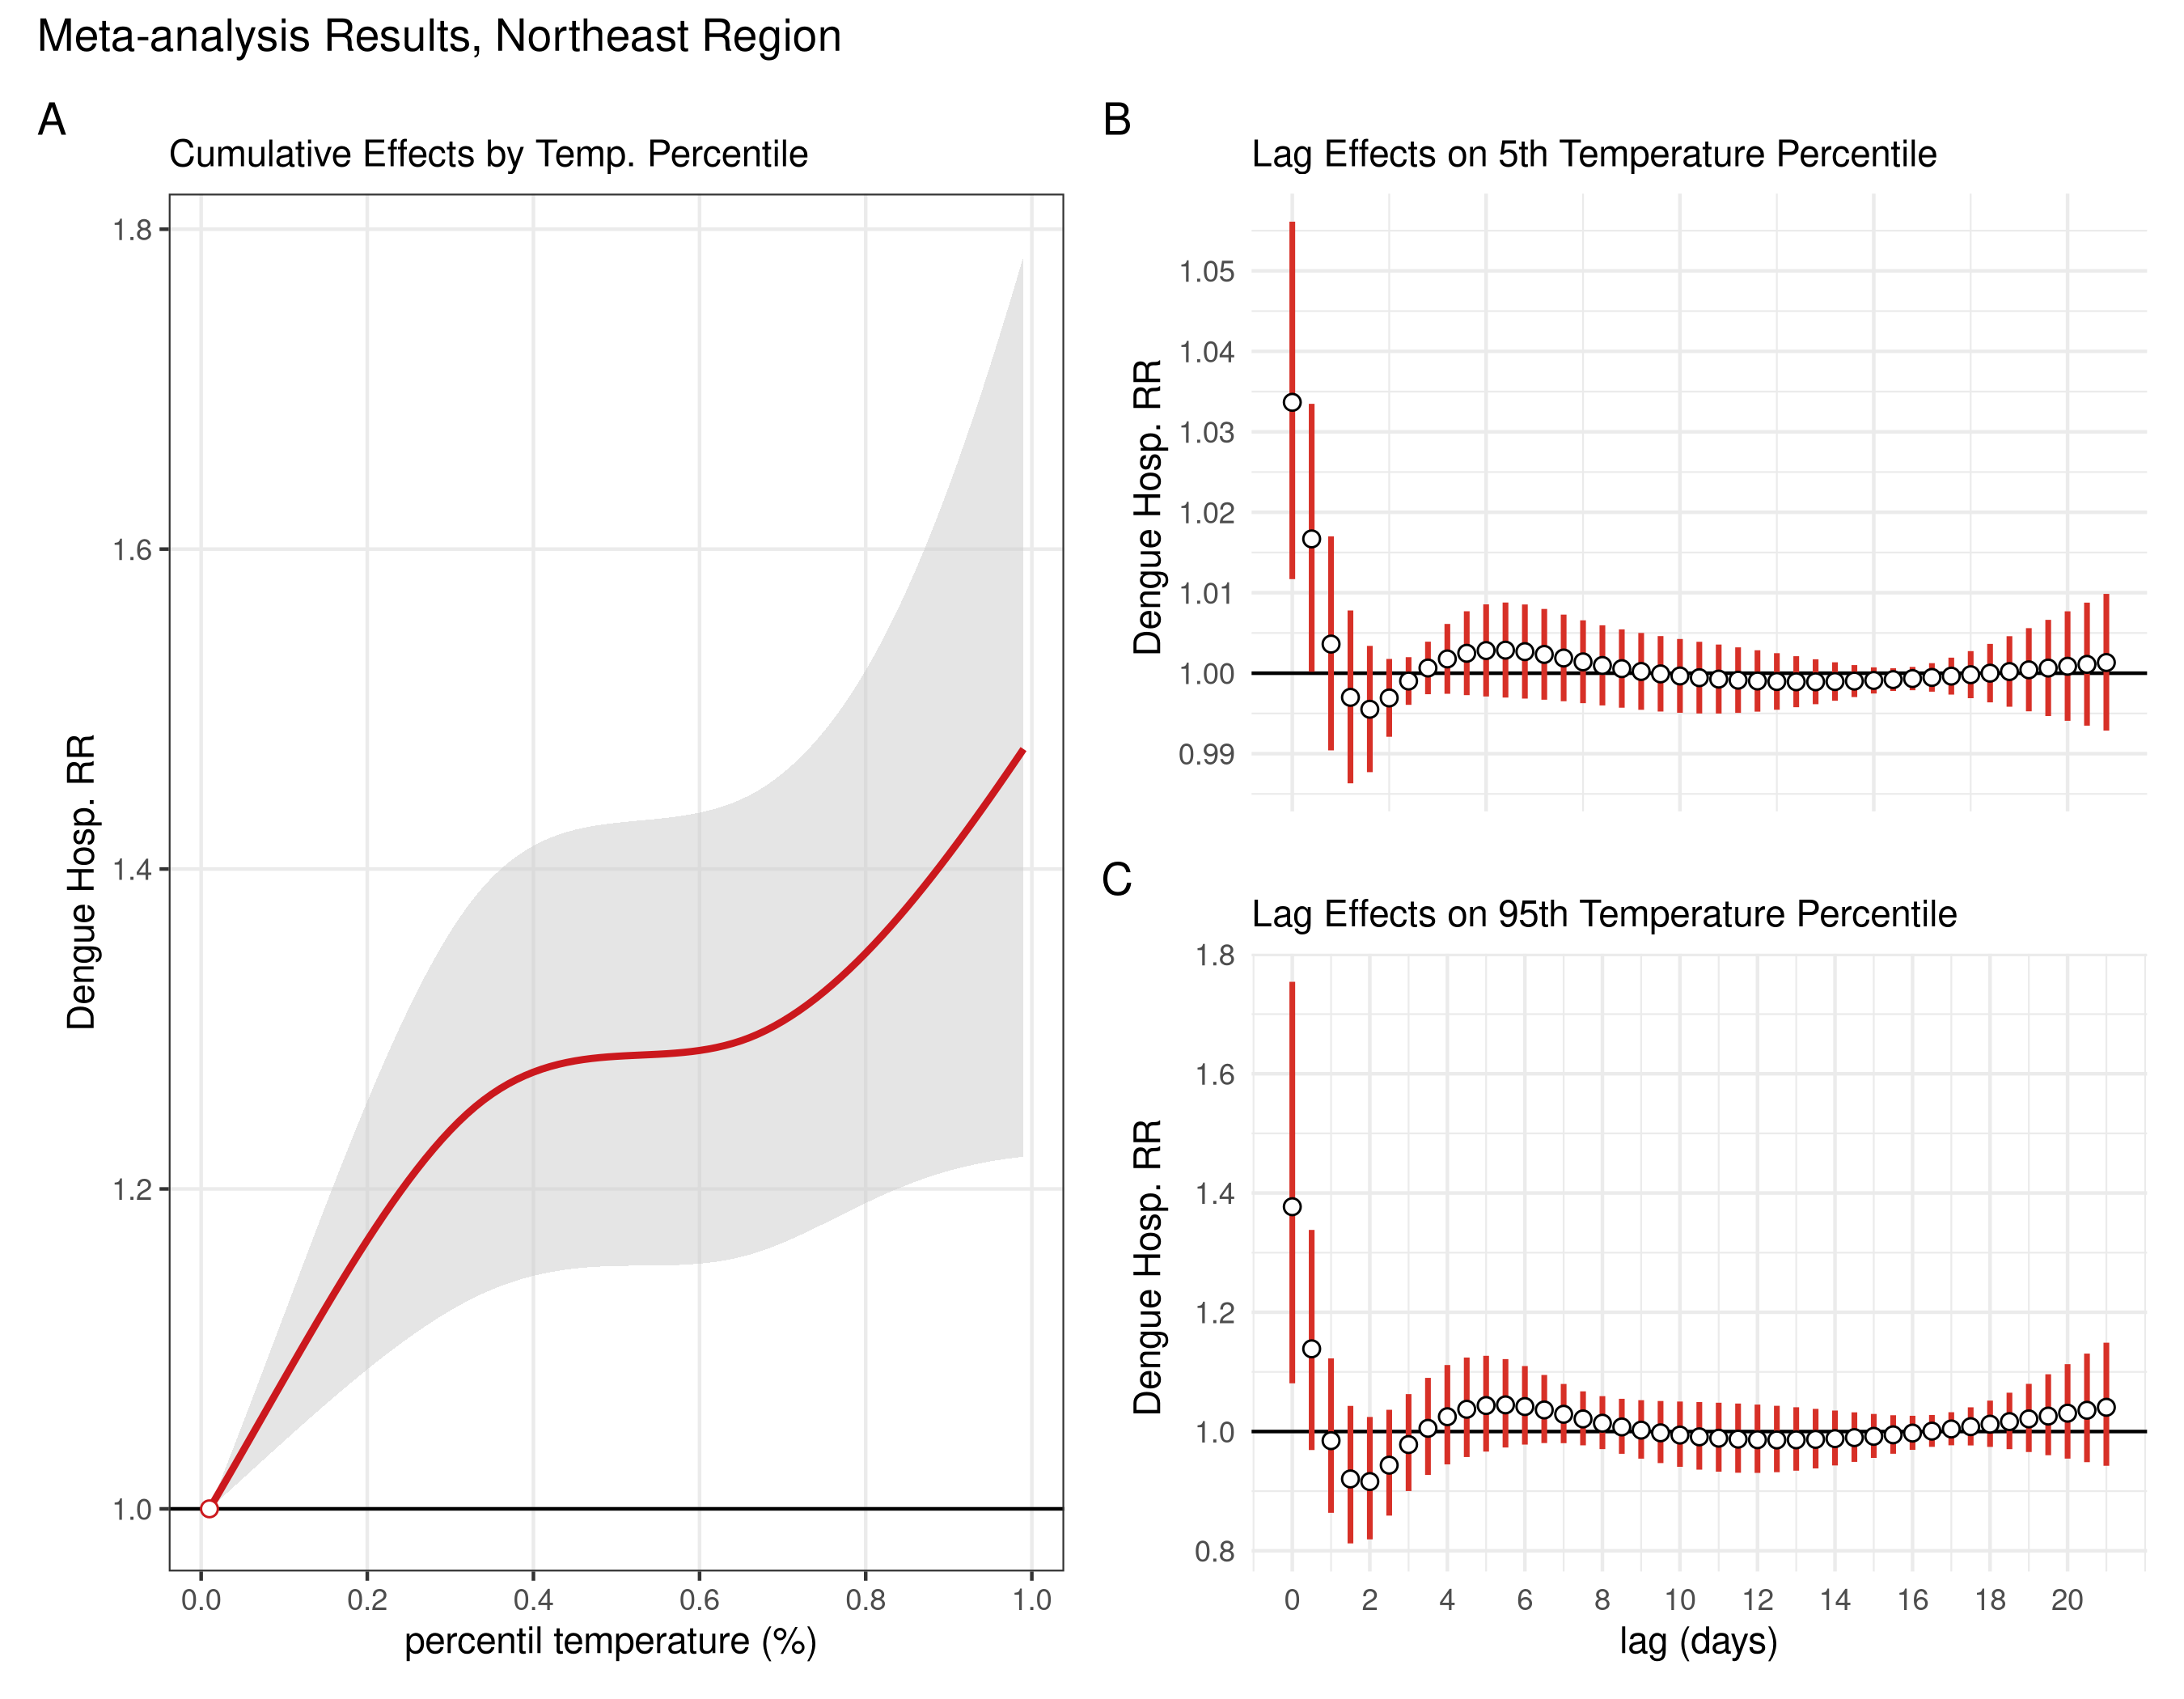 Meta-analysis Results, Northeast Region
A
Cumulative Effects by Temp. Percentile
Dengue Hosp. RR
1.8
1.6
1.4
1.2
1.0
0.0 0.2 0.4 0.6 0.8 1.0
percentil temperature (%)
B
Lag Effects on 5th Temperature Percentile
Dengue Hosp. RR
1.05
1.04
1.03
1.02
1.01
1.00
0.99
C
Lag Effects on 95th Temperature Percentile
Dengue Hosp. RR
1.8
1.6
1.4
1.2
1.0
0.8
0 2 4 6 8 10 12 14 16 18 20
lag (days)